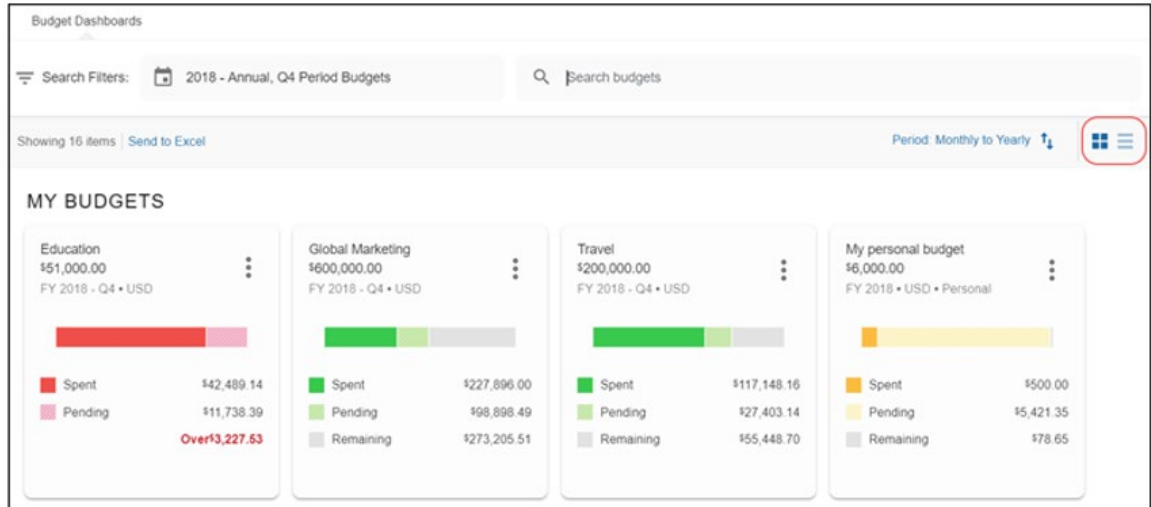 Budget Dashboards
Search Filters: 2018 - Annual, Q4 Period Budgets Search budgets
Showing 16 items Send to Excel Period: Monthly to Yearly
MY BUDGETS
Education
$51,000.00
FY 2018 - Q4 • USD
Spent $42,489.14
Pending $11,738.39
Over$3,227.53
Global Marketing
$600,000.00
FY 2018 - Q4 • USD
Spent $227,896.00
Pending $98,898.49
Remaining $273,205.51
Travel
$200,000.00
FY 2018 - Q4 • USD
Spent $117,148.16
Pending $27,403.14
Remaining $55,448.70
My personal budget
$6,000.00
FY 2018 • USD • Personal
Spent $500.00
Pending $5,421.35
Remaining $78.65